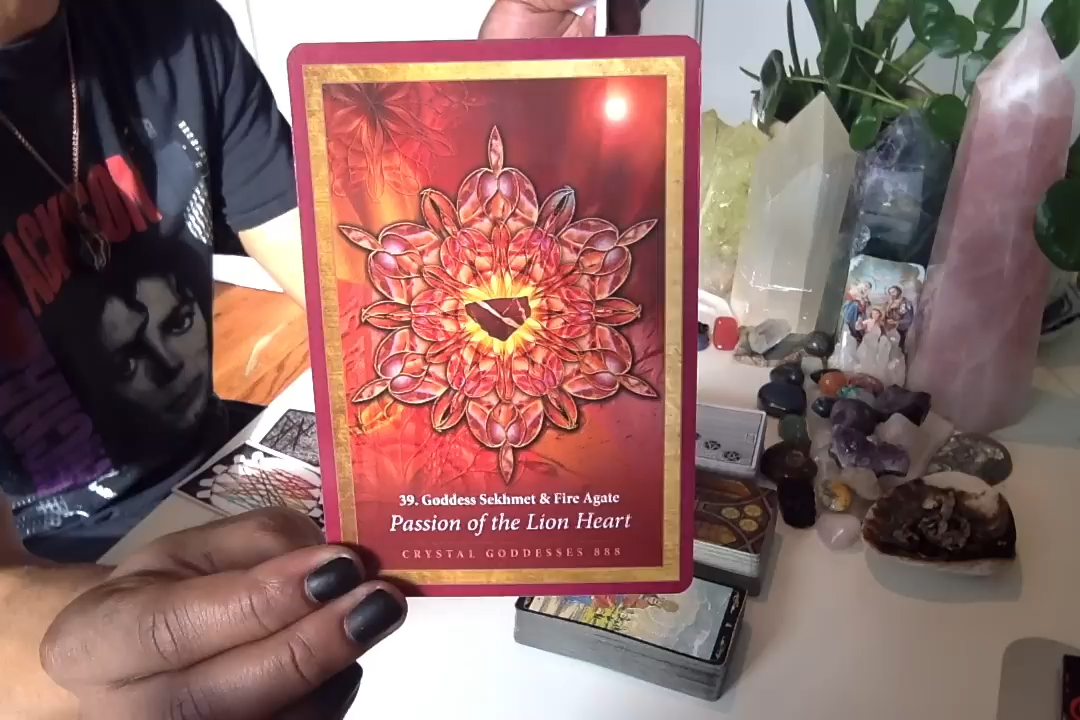 39. Goddess Sekhmet & Fire Agate
Passion of the Lion Heart
CRYSTAL GODDESSES 888